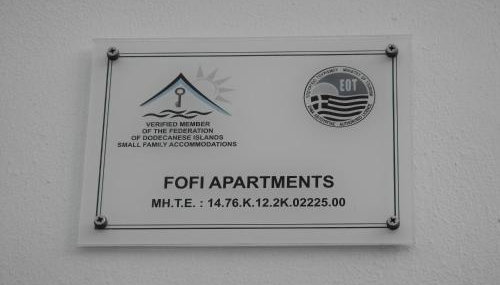 VERIFIED MEMBER
OF THE FEDERATION
OF DODECANESE ISLANDS
SMALL FAMILY ACCOMMODATIONS
EOT
FOFI APARTMENTS
MH.T.E. : 14.76.K.12.2K.02225.00